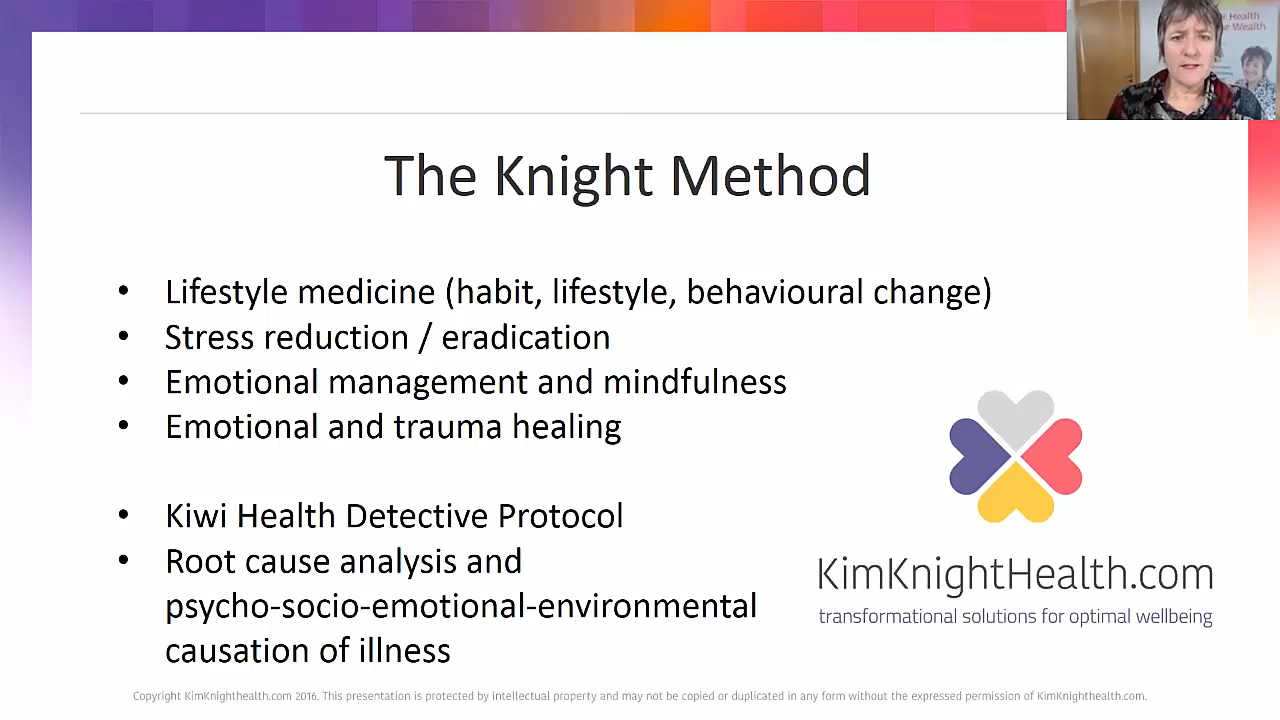 Health
Wealth
The Knight Method
• Lifestyle medicine (habit, lifestyle, behavioural change)
• Stress reduction / eradication
• Emotional management and mindfulness
• Emotional and trauma healing
• Kiwi Health Detective Protocol
• Root cause analysis and
psycho-socio-emotional-environmental
causation of illness
KimKnightHealth.com
transformational solutions for optimal wellbeing
Copyright KimKnighthealth.com 2016. This presentation is protected by intellectual property and may not be copied or duplicated in any form without the expressed permission of KimKnighthealth.com.